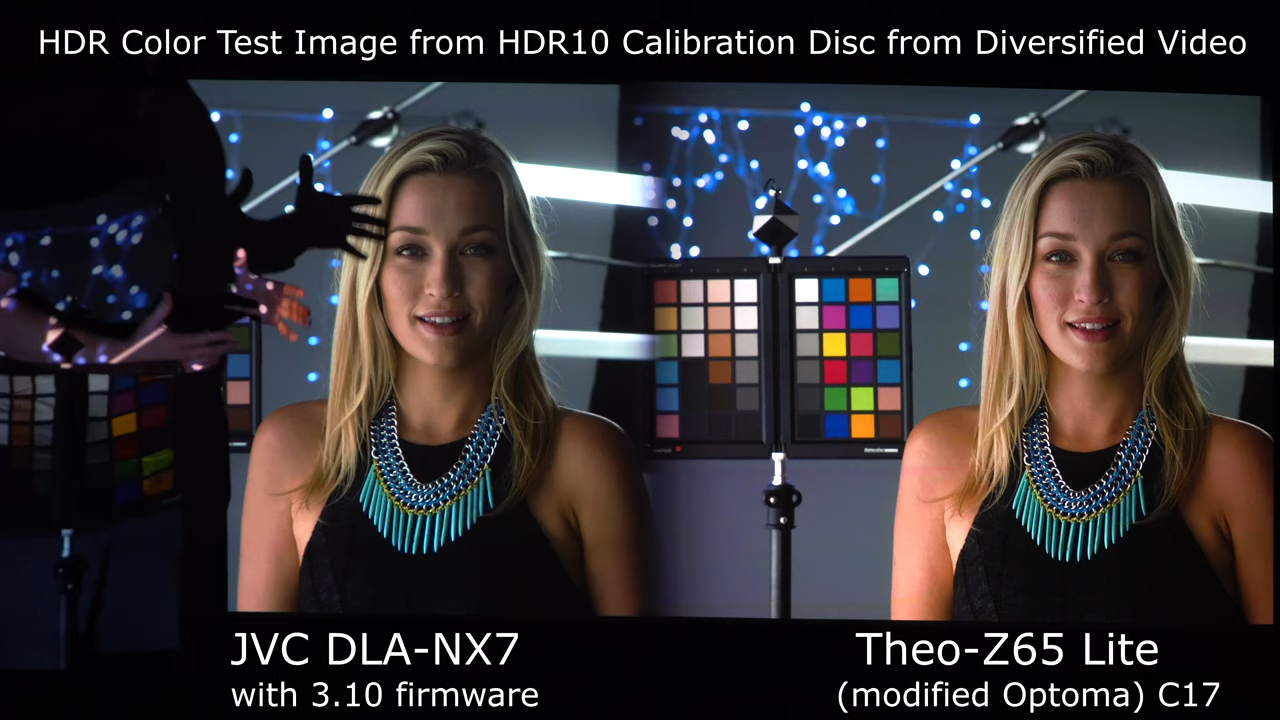 HDR Color Test Image from HDR10 Calibration Disc from Diversified Video
JVC DLA-NX7
with 3.10 firmware
Theo-Z65 Lite
(modified Optoma) C17